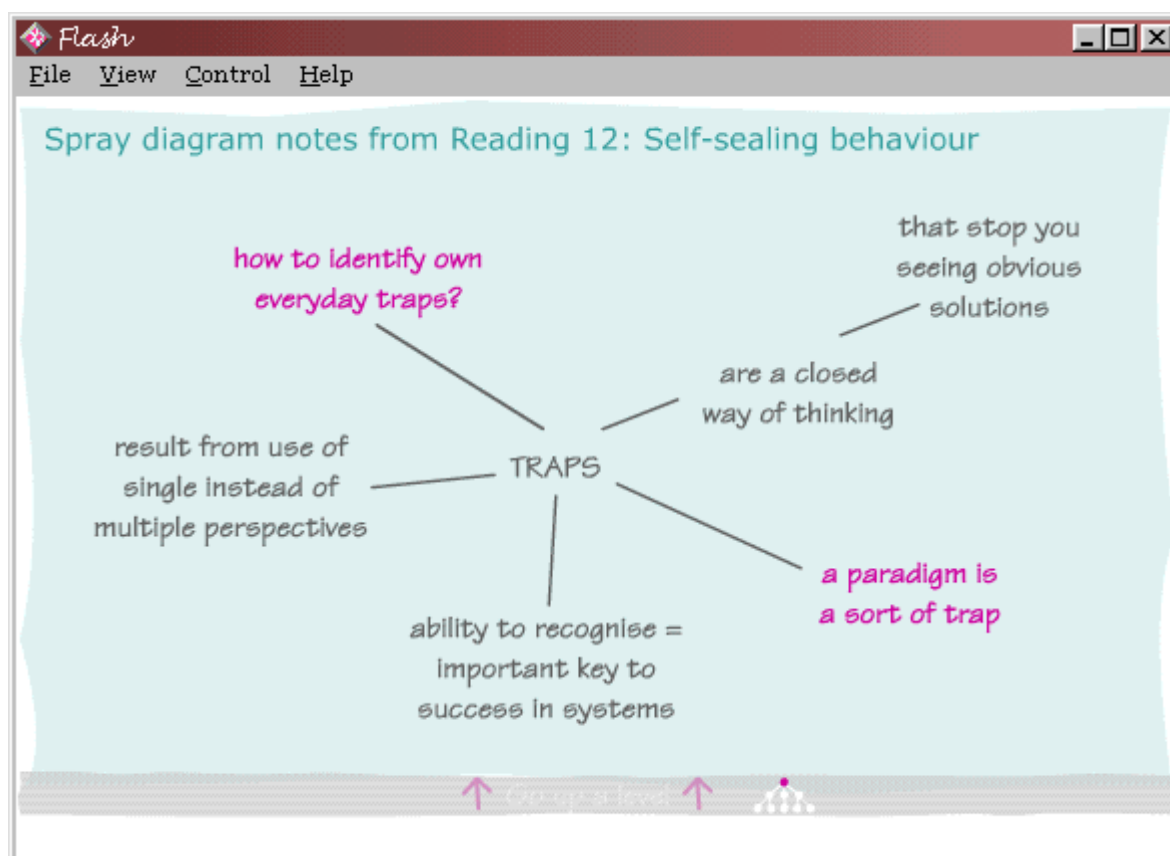 Flash
File View Control Help
Spray diagram notes from Reading 12: Self-sealing behaviour
how to identify own
everyday traps?
that stop you
seeing obvious
solutions
are a closed
way of thinking
TRAPS
result from use of
single instead of
multiple perspectives
a paradigm is
a sort of trap
ability to recognise =
important key to
success in systems
Go up a level